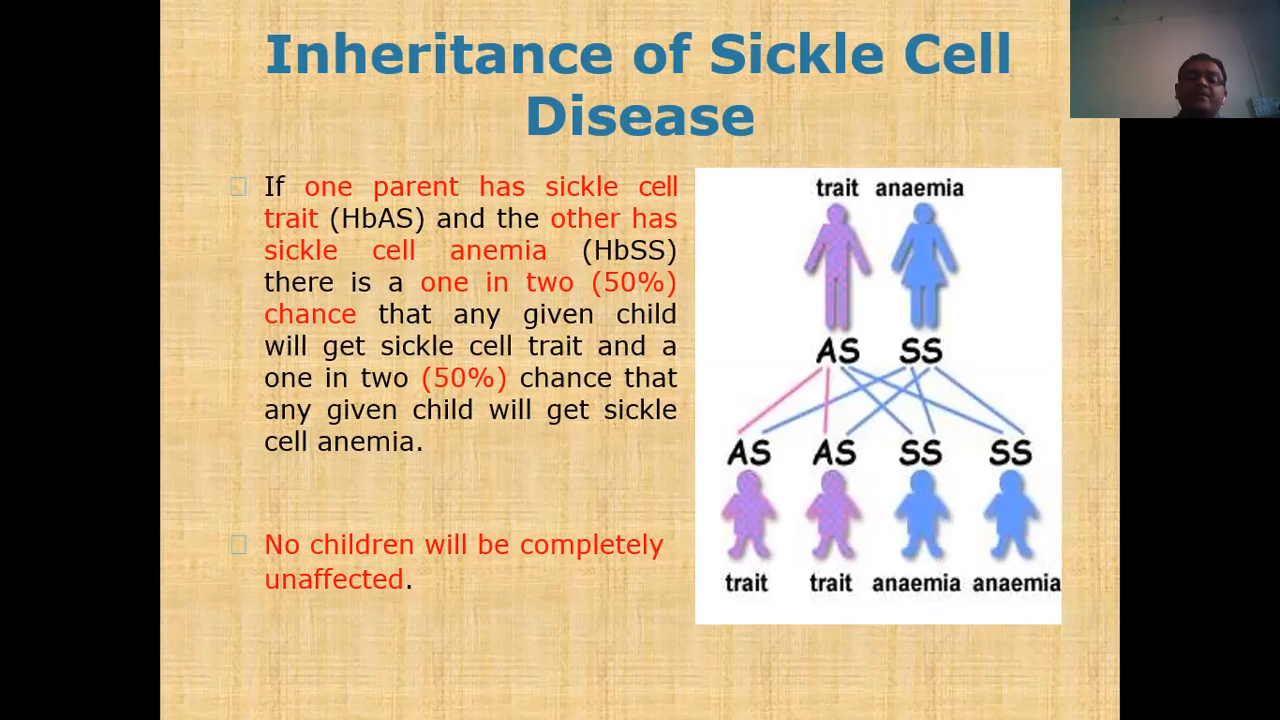 Inheritance of Sickle Cell
Disease
If one parent has sickle cell
trait (HbAS) and the other has
sickle cell anemia (HbSS)
there is a one in two (50%)
chance that any given child
will get sickle cell trait and a
one in two (50%) chance that
any given child will get sickle
cell anemia.
No children will be completely
unaffected.
trait anaemia
AS SS
AS AS SS SS
trait trait anaemia anaemia